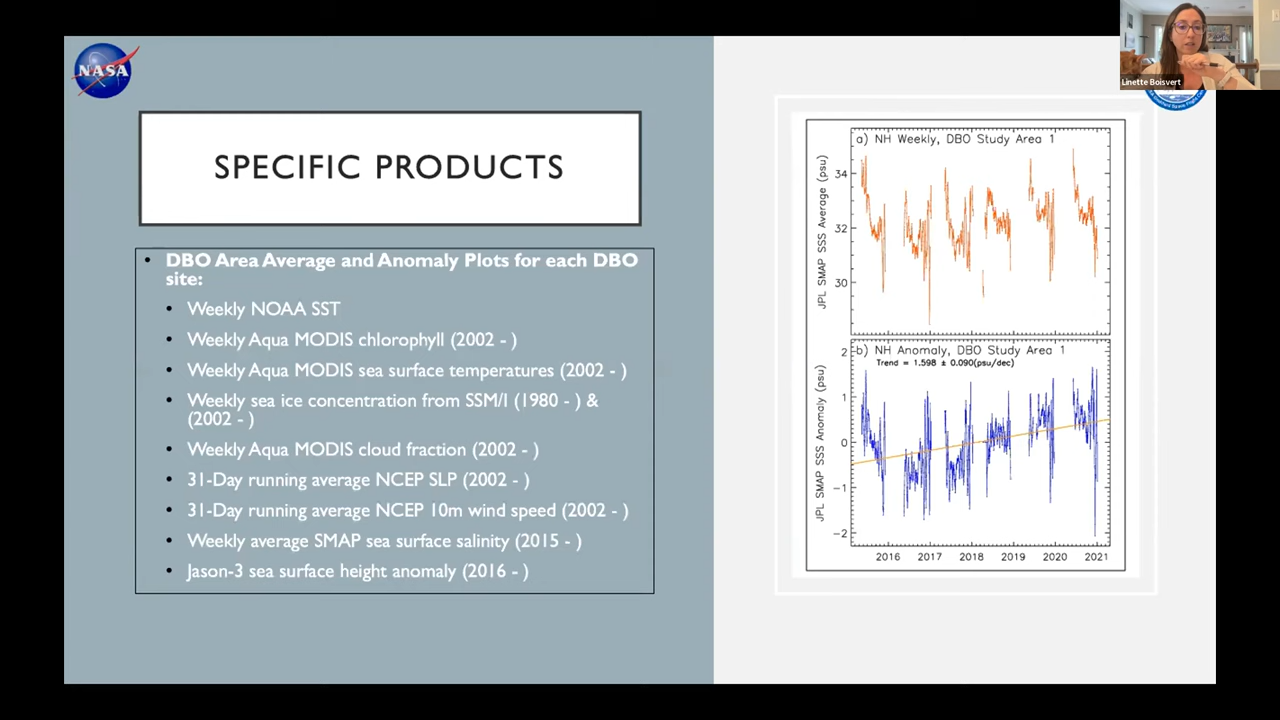 NASA
SPECIFIC PRODUCTS
• DBO Area Average and Anomaly Plots for each DBO
site:
• Weekly NOAA SST
• Weekly Aqua MODIS chlorophyll (2002 - )
• Weekly Aqua MODIS sea surface temperatures (2002 - )
• Weekly sea ice concentration from SSM/I (1980 - ) &
(2002 - )
• Weekly Aqua MODIS cloud fraction (2002 - )
• 31-Day running average NCEP SLP (2002 - )
• 31-Day running average NCEP 10m wind speed (2002 - )
• Weekly average SMAP sea surface salinity (2015 - )
• Jason-3 sea surface height anomaly (2016 - )
Linette Boisvert
a) NH Weekly, DBO Study Area 1
JPL SMAP SSS Average (psu)
34
32
30
b) NH Anomaly, DBO Study Area 1
Trend = 1.598 ± 0.090(psu/dec)
JPL SMAP SSS Anomaly (psu)
2
1
0
-1
-2
2016 2017 2018 2019 2020 2021